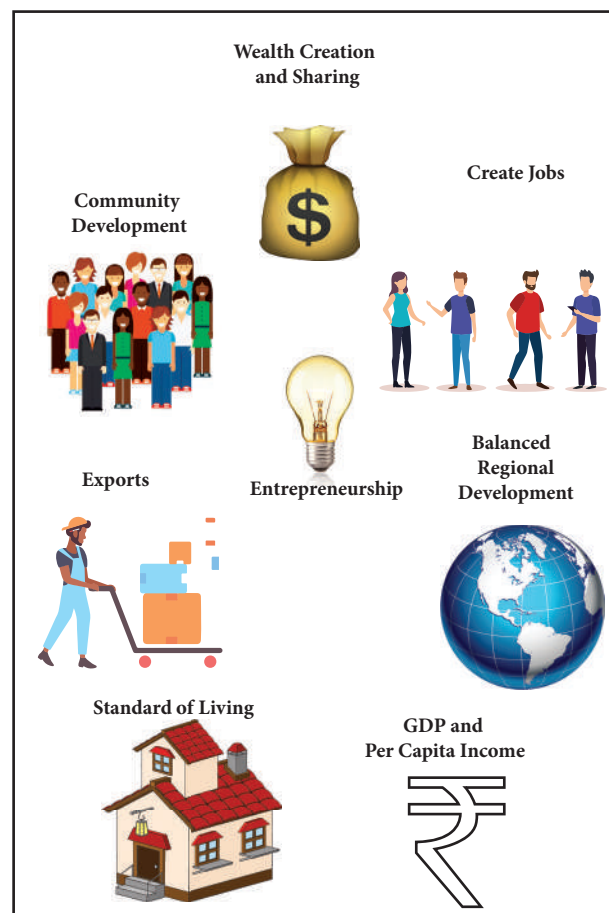 Wealth Creation
and Sharing
Create Jobs
Community
Development
$
Balanced
Regional
Development
Exports
Entrepreneurship
Standard of Living
GDP and
Per Capita Income
₹